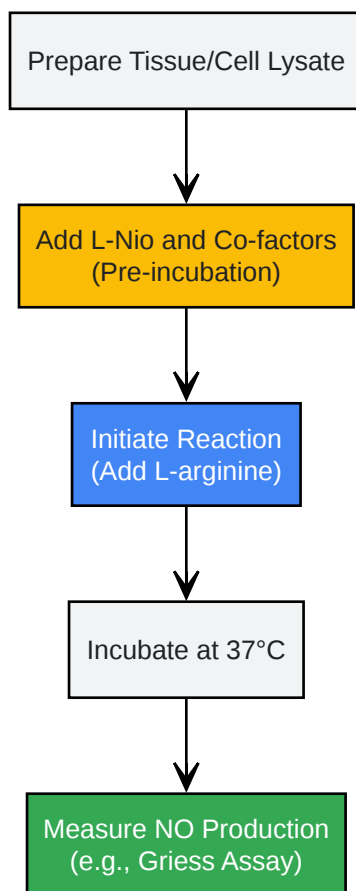 Prepare Tissue/Cell Lysate
Add L-Nio and Co-factors
(Pre-incubation)
Initiate Reaction
(Add L-arginine)
Incubate at 37°C
Measure NO Production
(e.g., Griess Assay)